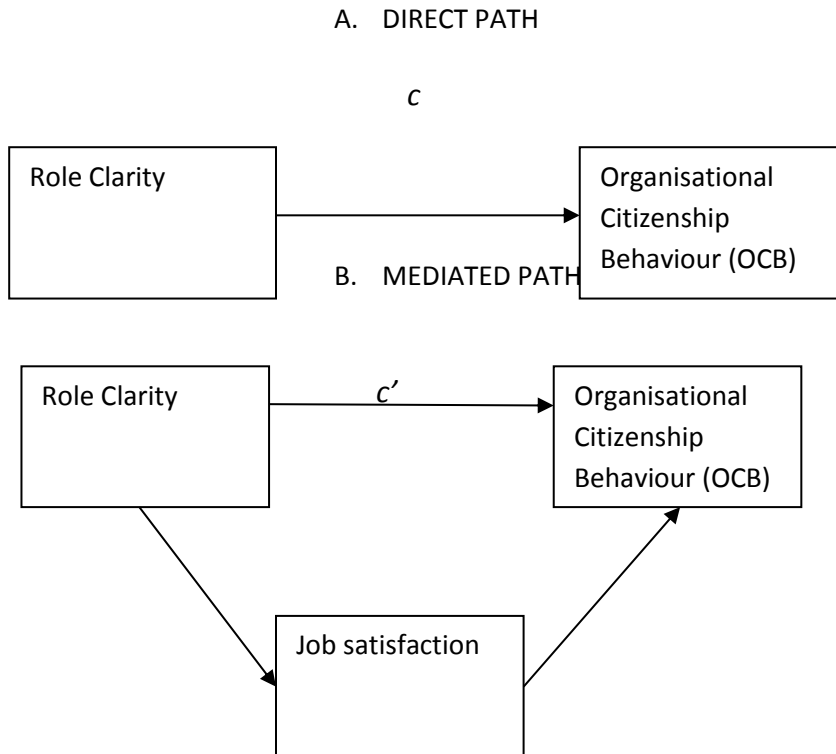 A. DIRECT PATH
c
Role Clarity
Organisational
Citizenship
Behaviour (OCB)
B. MEDIATED PATH
Role Clarity
c’
Organisational
Citizenship
Behaviour (OCB)
Job satisfaction